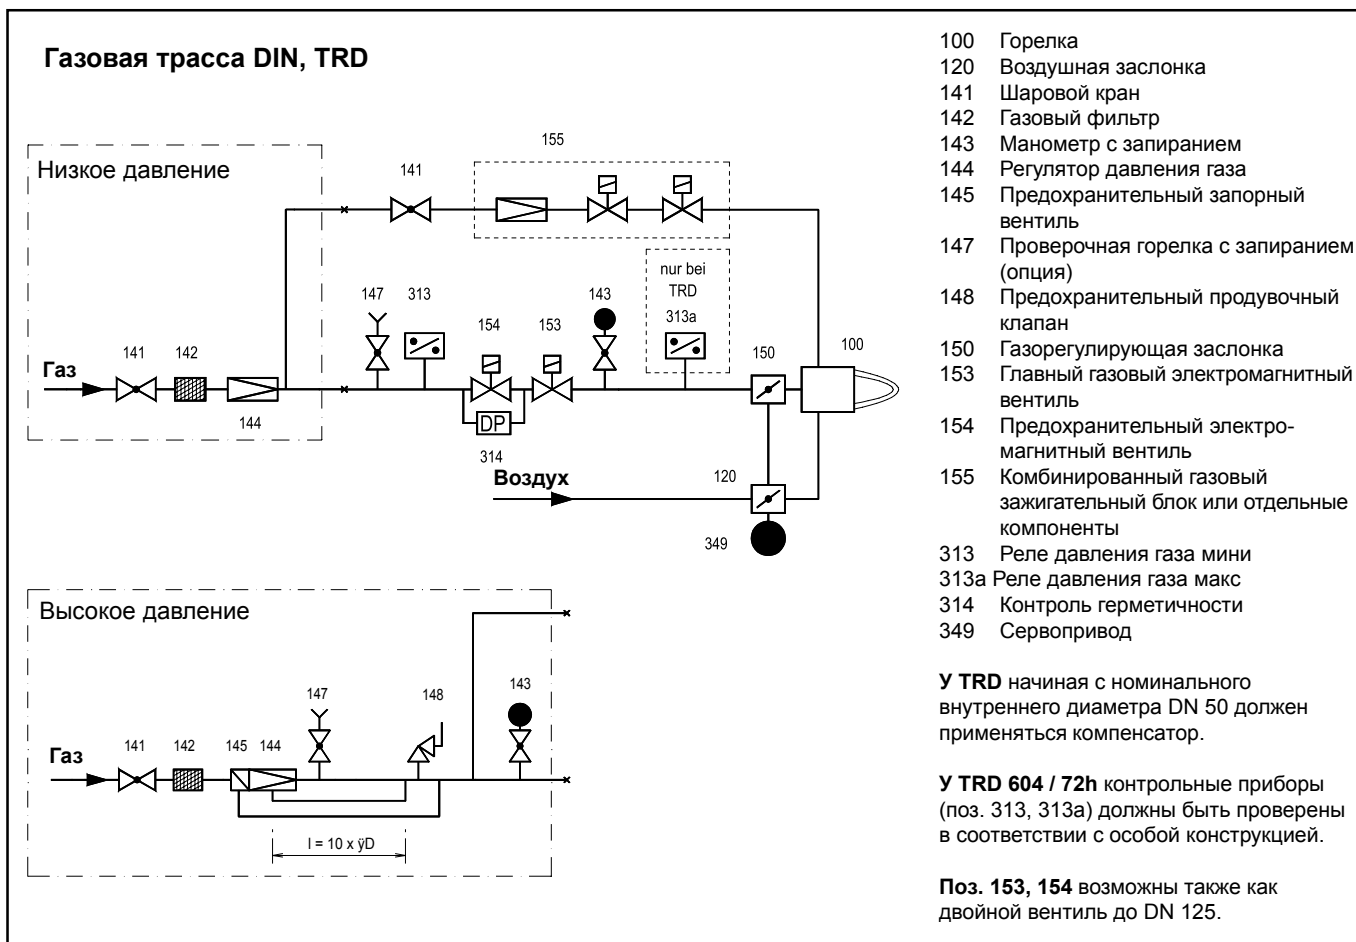 Газовая трасса DIN, TRD
Низкое давление
155
141
nur bei
TRD
313a
147
313
154
153
143
150
100
Газ
141
142
144
DP
314
Воздух
120
349
Высокое давление
147
148
143
Газ
141
142
145
144
l = 10 x ÿD
100 Горелка
120 Воздушная заслонка
141 Шаровой кран
142 Газовый фильтр
143 Манометр с запиранием
144 Регулятор давления газа
145 Предохранительный запорный
вентиль
147 Проверочная горелка с запиранием
(опция)
148 Предохранительный продувочный
клапан
150 Газорегулирующая заслонка
153 Главный газовый электромагнитный
вентиль
154 Предохранительный электро-
магнитный вентиль
155 Комбинированный газовый
зажигательный блок или отдельные
компоненты
313 Реле давления газа мини
313a Реле давления газа макс
314 Контроль герметичности
349 Сервопривод
У TRD начиная с номинального
внутреннего диаметра DN 50 должен
применяться компенсатор.
У TRD 604 / 72h контрольные приборы
(поз. 313, 313a) должны быть проверены
в соответствии с особой конструкцией.
Поз. 153, 154 возможны также как
двойной вентиль до DN 125.